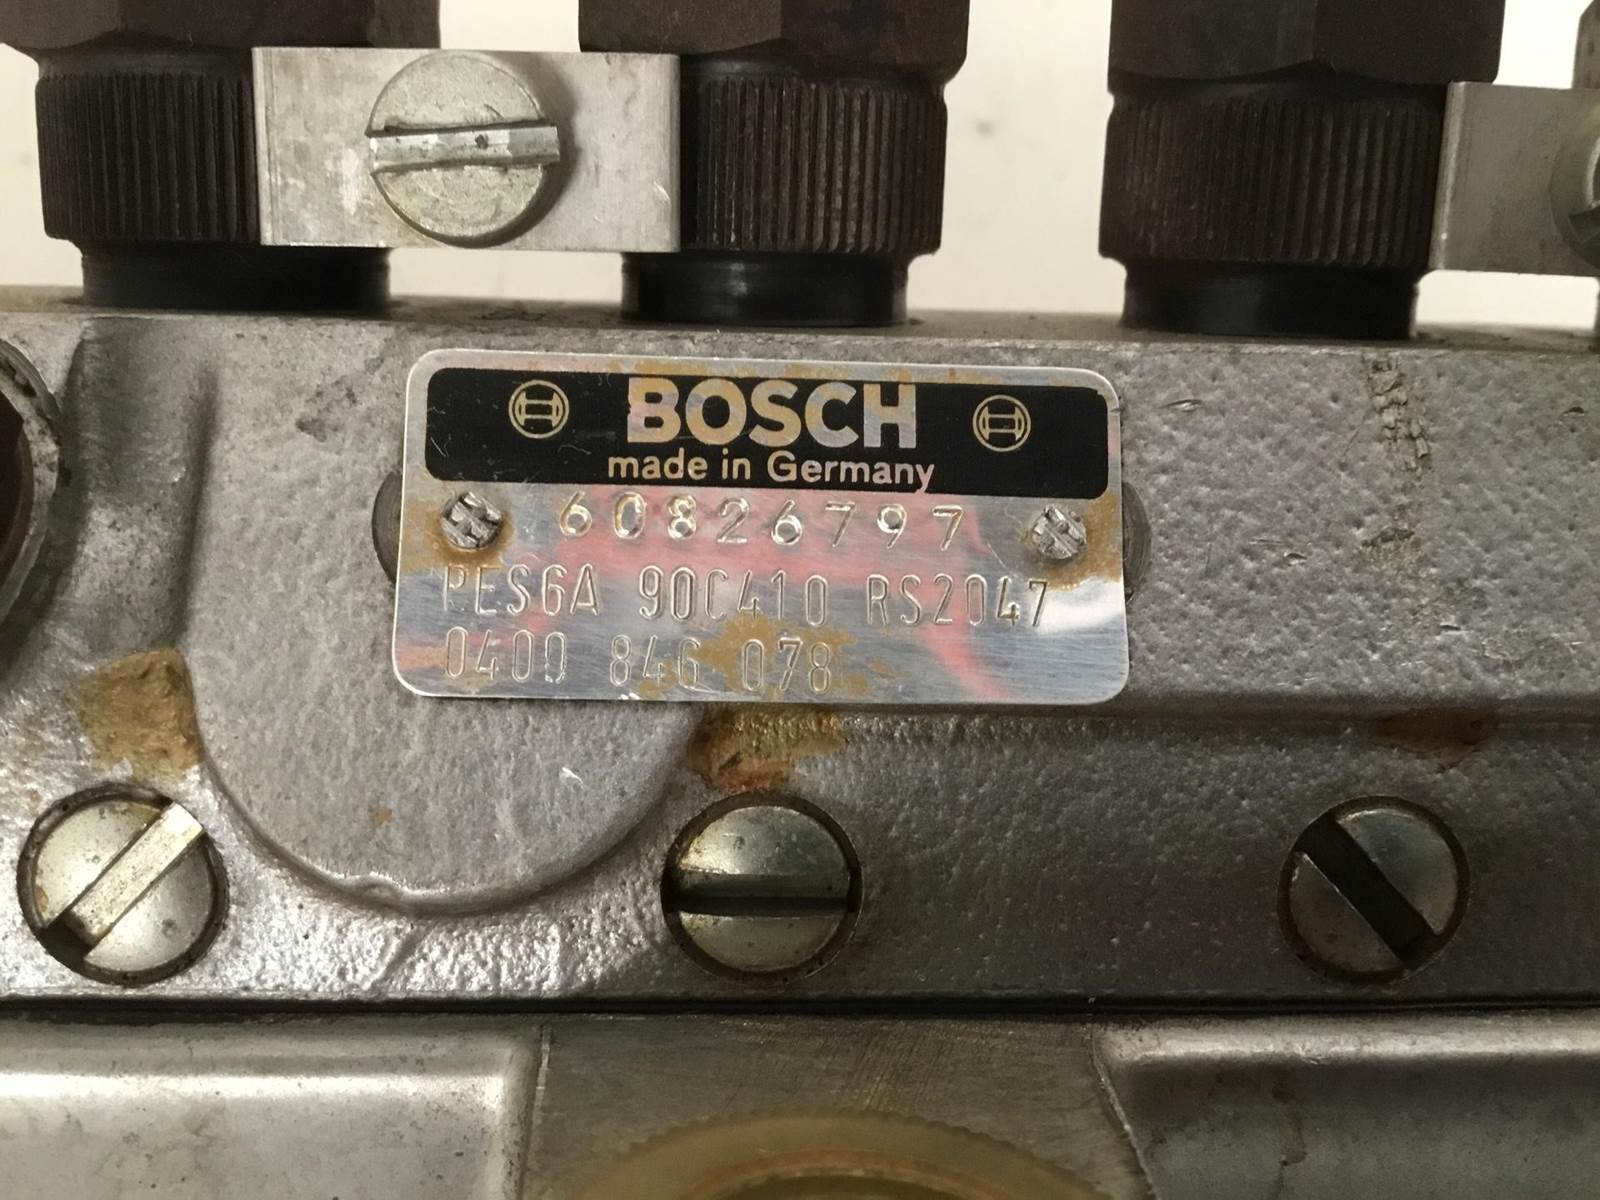 BOSCH
made in Germany
60826797
PES6A 90C410 RS2047
0400 846 078